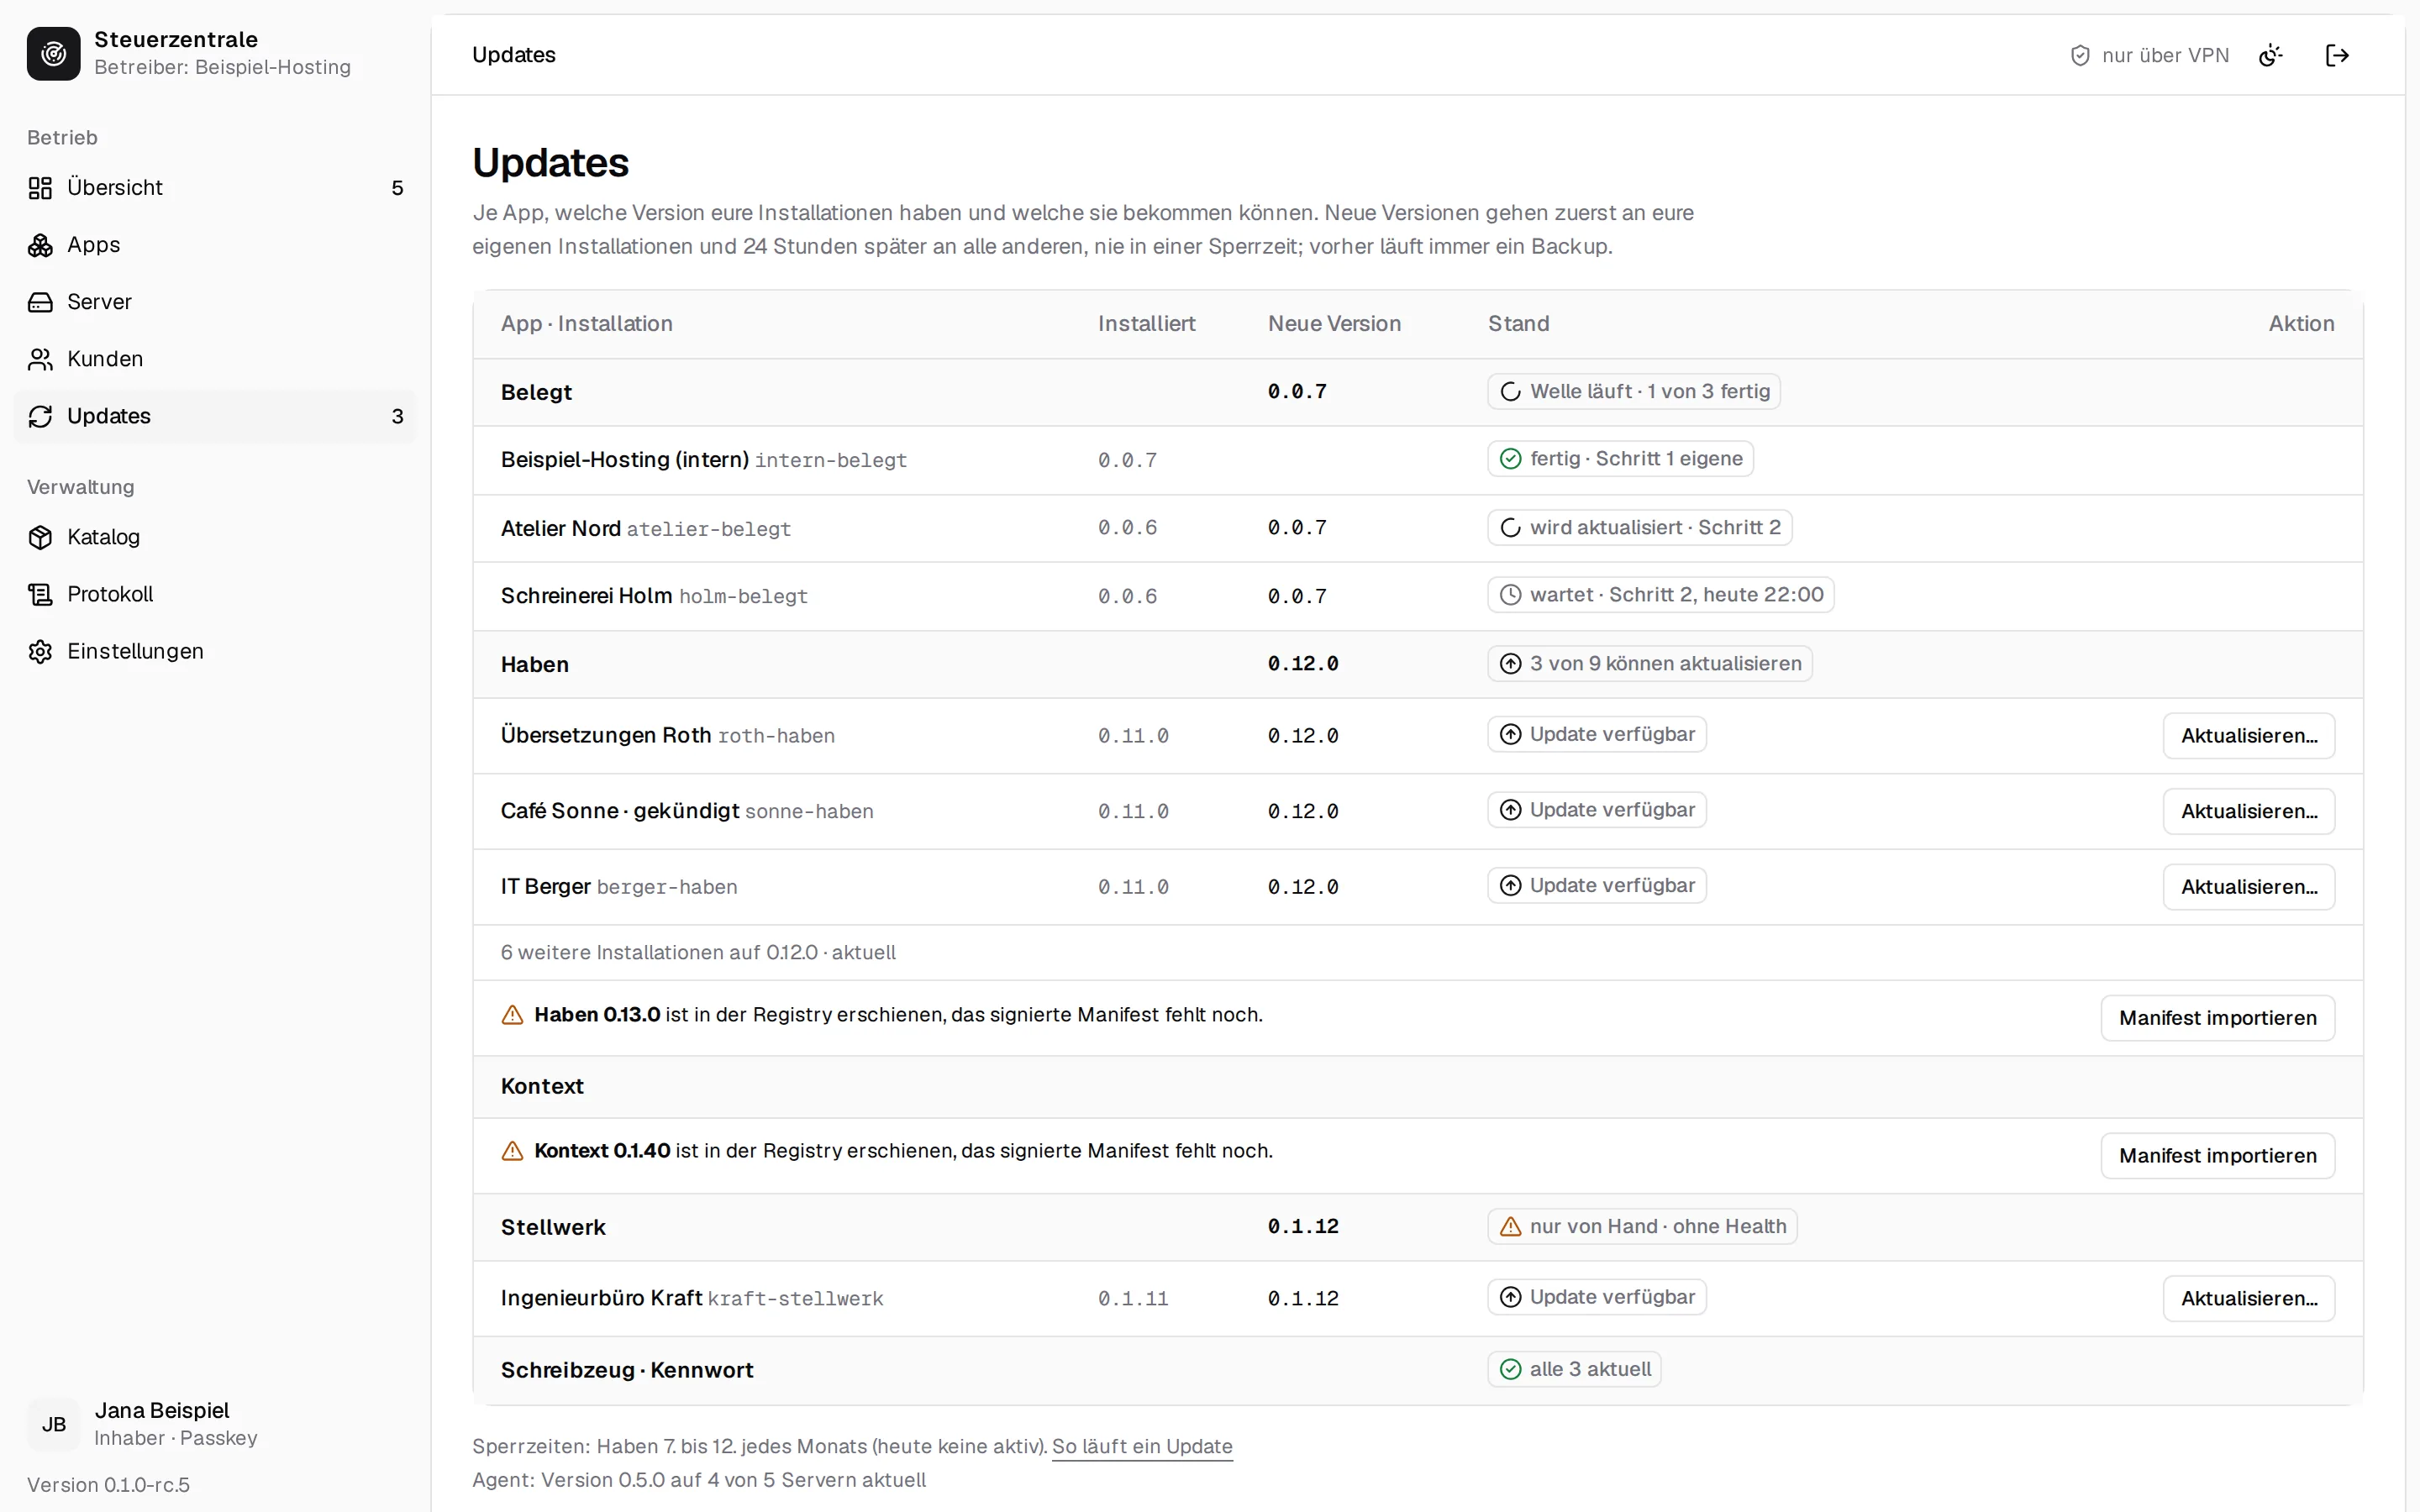 Steuerzentrale
Betreiber: Beispiel-Hosting
Betrieb
Übersicht 5
Apps
Server
Kunden
Updates 3
Verwaltung
Katalog
Protokoll
Einstellungen
JB
Jana Beispiel
Inhaber · Passkey
Version 0.1.0-rc.5
Updates
nur über VPN
Updates
Je App, welche Version eure Installationen haben und welche sie bekommen können. Neue Versionen gehen zuerst an eure
eigenen Installationen und 24 Stunden später an alle anderen, nie in einer Sperrzeit; vorher läuft immer ein Backup.
App · Installation Installiert Neue Version Stand Aktion
Belegt 0.0.7 Welle läuft · 1 von 3 fertig
Beispiel-Hosting (intern) intern-belegt 0.0.7 fertig · Schritt 1 eigene
Atelier Nord atelier-belegt 0.0.6 0.0.7 wird aktualisiert · Schritt 2
Schreinerei Holm holm-belegt 0.0.6 0.0.7 wartet · Schritt 2, heute 22:00
Haben 0.12.0 3 von 9 können aktualisieren
Übersetzungen Roth roth-haben 0.11.0 0.12.0 Update verfügbar Aktualisieren…
Café Sonne · gekündigt sonne-haben 0.11.0 0.12.0 Update verfügbar Aktualisieren…
IT Berger berger-haben 0.11.0 0.12.0 Update verfügbar Aktualisieren…
6 weitere Installationen auf 0.12.0 · aktuell
Haben 0.13.0 ist in der Registry erschienen, das signierte Manifest fehlt noch. Manifest importieren
Kontext
Kontext 0.1.40 ist in der Registry erschienen, das signierte Manifest fehlt noch. Manifest importieren
Stellwerk 0.1.12 nur von Hand · ohne Health
Ingenieurbüro Kraft kraft-stellwerk 0.1.11 0.1.12 Update verfügbar Aktualisieren…
Schreibzeug · Kennwort alle 3 aktuell
Sperrzeiten: Haben 7. bis 12. jedes Monats (heute keine aktiv). So läuft ein Update
Agent: Version 0.5.0 auf 4 von 5 Servern aktuell